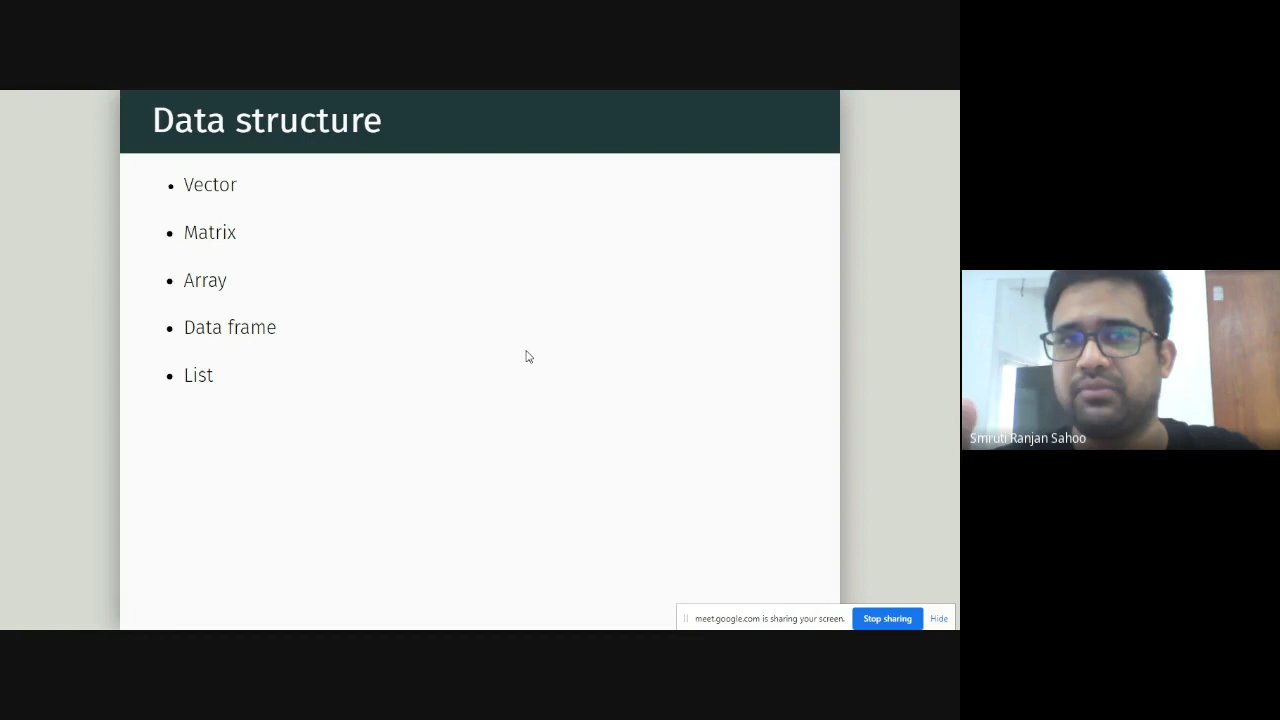 Data structure
Vector
Matrix
Array
Data frame
List
Smruti Ranjan Sahoo
meet.google.com is sharing your screen. Stop sharing Hide